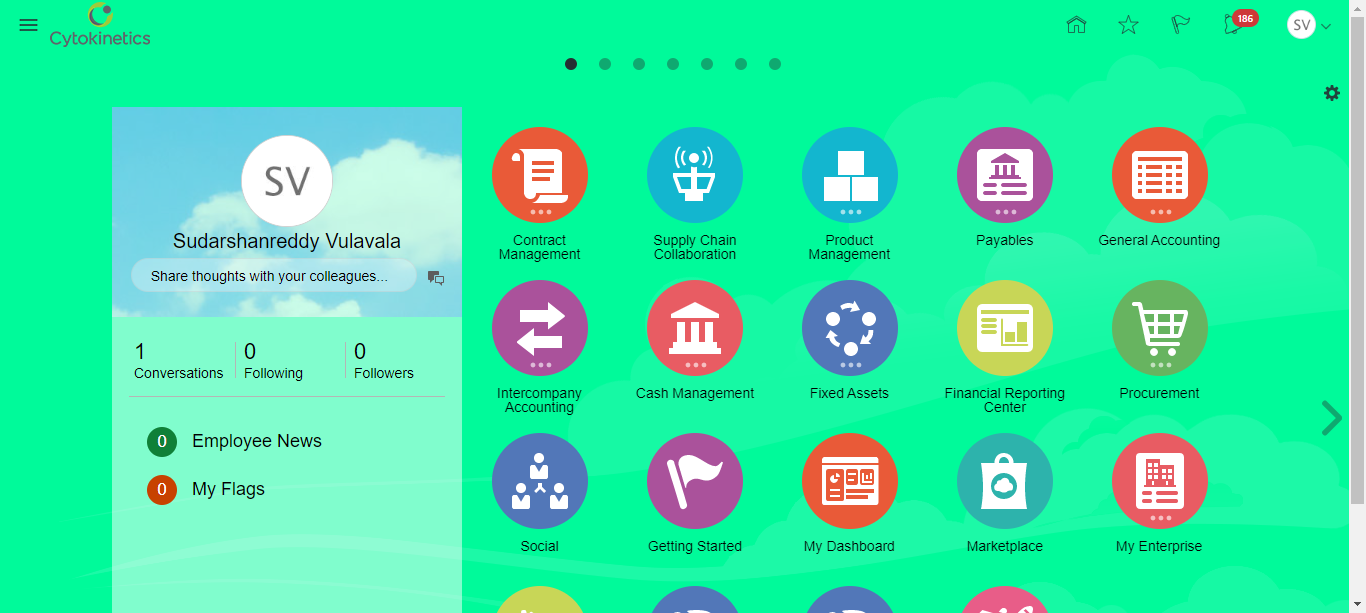 Cytokinetics
186
SV
SV
Sudarshanreddy Vulavala
Share thoughts with your colleagues...
1
Conversations
0
Following
0
Followers
0 Employee News
0 My Flags
Contract
Management
Supply Chain
Collaboration
Product
Management
Payables
General Accounting
Intercompany
Accounting
Cash Management
Fixed Assets
Financial Reporting
Center
Procurement
Social
Getting Started
My Dashboard
Marketplace
My Enterprise